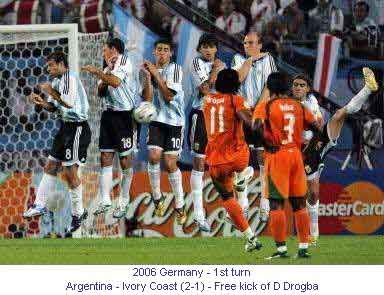 8
18
10
DROGBA
11
3
MasterCard
2006 Germany - 1st turn
Argentina - Ivory Coast (2-1) - Free kick of D Drogba